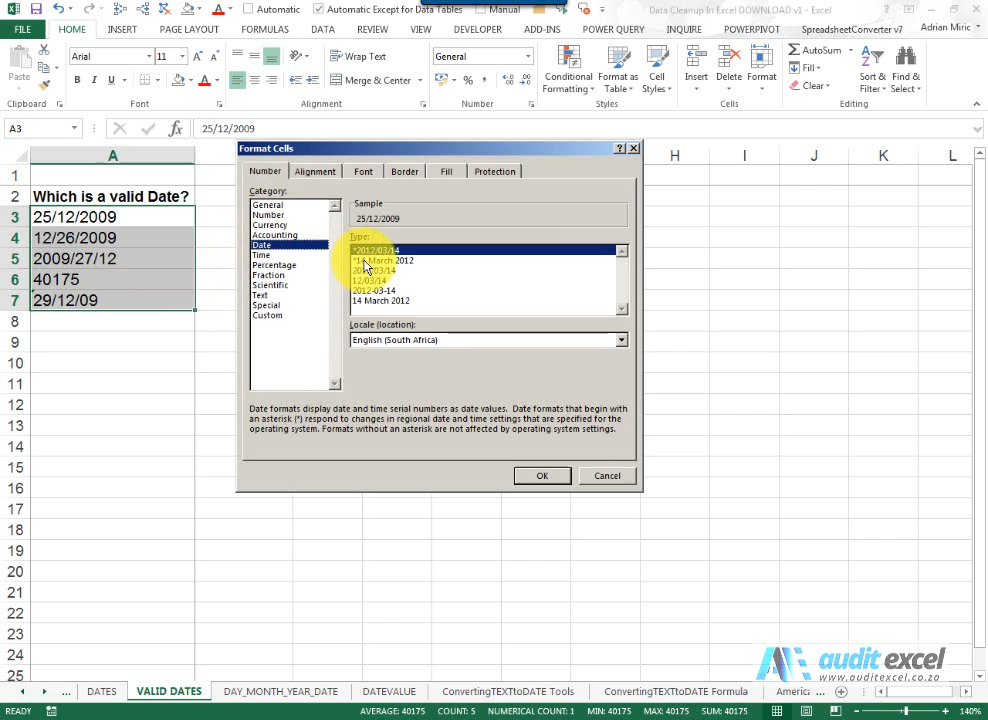 Automatic
Automatic Except for Data Tables
Manual
Data Cleanup In Excel DOWNLOAD v1 - Excel
FILE HOME INSERT PAGE LAYOUT FORMULAS DATA REVIEW VIEW DEVELOPER ADD-INS POWER QUERY INQUIRE POWERPIVOT SpreadsheetConverter v7 Adrian Miric
Paste
Clipboard
Arial 11
B I U
Font
Wrap Text
Merge & Center
Alignment
General
%
Number
Conditional Formatting
Format as Table
Cell Styles
Styles
Insert Delete Format
Cells
AutoSum
Fill
Clear
Sort & Filter
Find & Select
Editing
A3 fx 25/12/2009
A H I J K L
1
2 Which is a valid Date?
3 25/12/2009
4 12/26/2009
5 2009/27/12
6 40175
7 29/12/09
8
9
10
11
12
13
14
15
16
17
18
19
20
21
22
23
24
25
Format Cells
Number Alignment Font Border Fill Protection
Category:
General
Number
Currency
Accounting
Date
Time
Percentage
Fraction
Scientific
Text
Special
Custom
Sample
25/12/2009
Type:
*2012/03/14
*14 March 2012
2012/03/14
12/03/14
2012-03-14
14 March 2012
Locale (location):
English (South Africa)
Date formats display date and time serial numbers as date values. Date formats that begin with
an asterisk (*) respond to changes in regional date and time settings that are specified for the
operating system. Formats without an asterisk are not affected by operating system settings.
OK Cancel
audit excel
www.auditexcel.co.za
... DATES VALID DATES DAY_MONTH_YEAR_DATE DATEVALUE ConvertingTEXTtoDATE Tools ConvertingTEXTtoDATE Formula America ...
READY AVERAGE: 40175 COUNT: 5 NUMERICAL COUNT: 1 MIN: 40175 MAX: 40175 SUM: 40175 140%